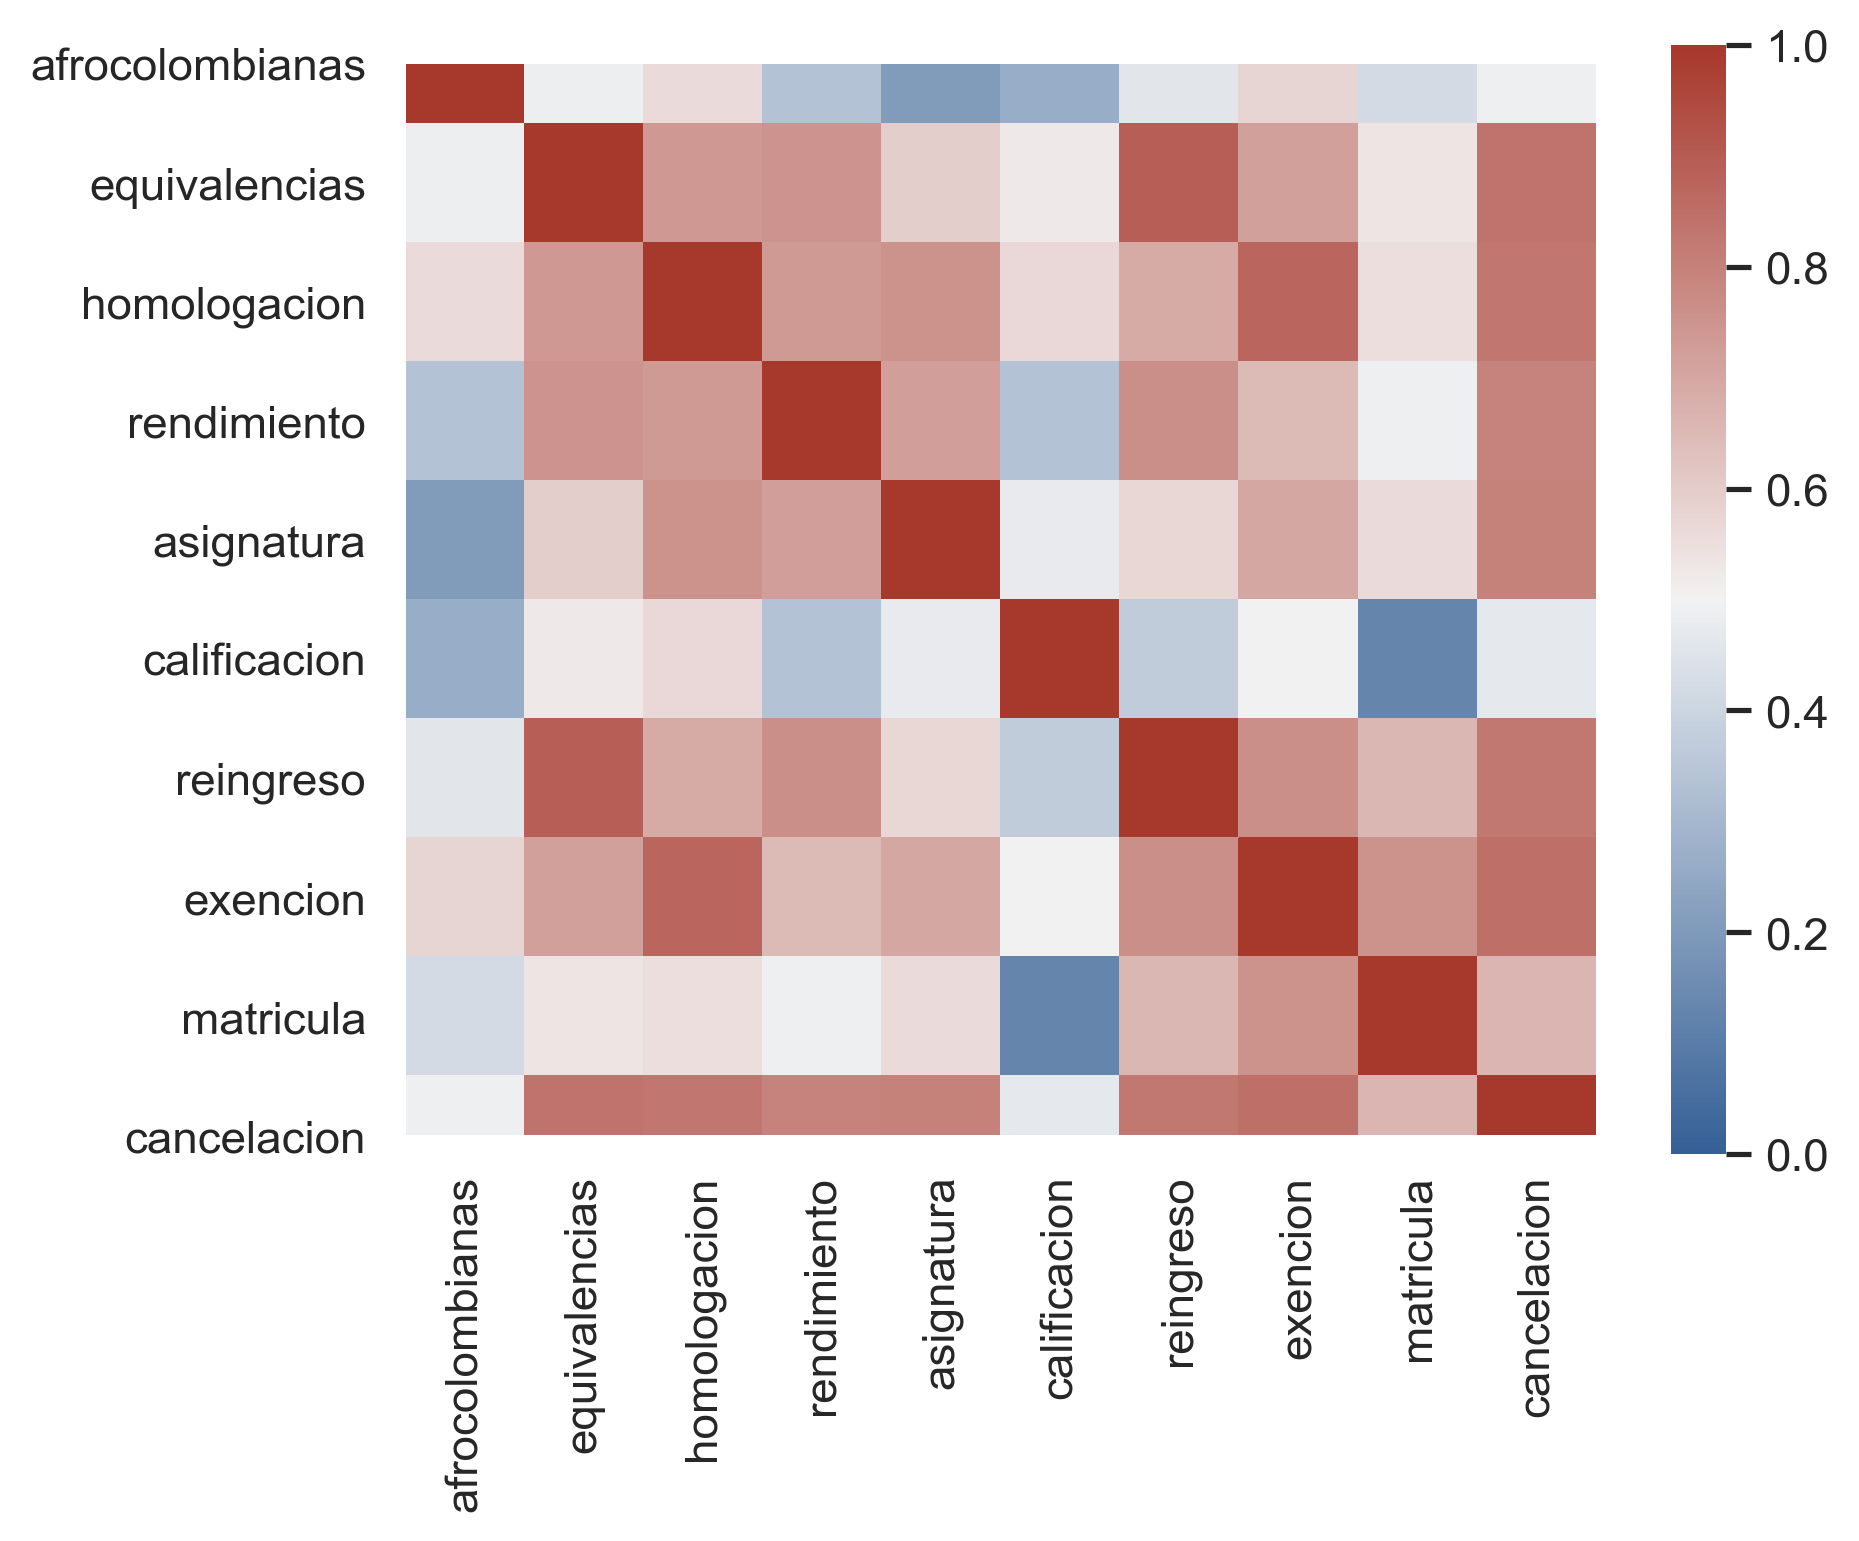 afrocolombianas
equivalencias
homologacion
rendimiento
asignatura
calificacion
reingreso
exencion
matricula
cancelacion
afrocolombianas
equivalencias
homologacion
rendimiento
asignatura
calificacion
reingreso
exencion
matricula
cancelacion
1.0
0.8
0.6
0.4
0.2
0.0